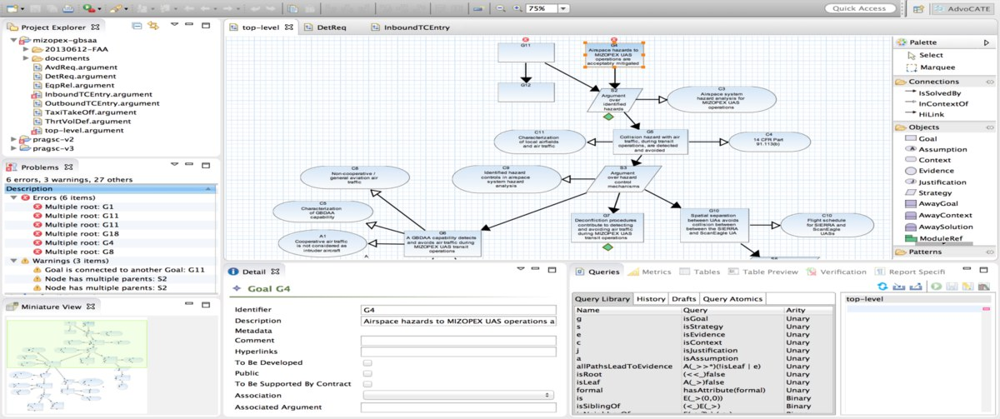 75%
Quick Access
AdvoCATE
Project Explorer
mizopex-gbsaa
20130612-FAA
documents
AvdReq.argument
DetReq.argument
EqpRel.argument
InboundTCEntry.argument
OutboundTCEntry.argument
TaxiTakeOff.argument
ThrtVolDef.argument
top-level.argument
pragsc-v2
pragsc-v3
Problems
6 errors, 3 warnings, 27 others
Description
Errors (6 items)
Multiple root: G1
Multiple root: G11
Multiple root: G11
Multiple root: G18
Multiple root: G4
Multiple root: G8
Warnings (3 items)
Goal is connected to another Goal: G11
Node has multiple parents: S2
Node has multiple parents: S2
Miniature View
top-level
DetReq
InboundTCEntry
G11
Airspace hazards to
MIZOPEX UAS
operations are
acceptably mitigated
G12
S2
Argument
over
identified
hazards
C3
Airspace system
hazard analysis for
MIZOPEX UAS
operations
C11
Characterization
of local airfields
and air traffic
Collision hazard with air
traffic, during transit
operations, are detected
and avoided
C4
14 CFR Part
91.113(b)
Non-cooperative /
general aviation air
traffic
C9
Identified hazard
controls in airspace
system hazard
analysis
S3
Argument
over hazard
control
mechanisms
Characterization
of GBDAA
capability
G7
Deconfliction procedures
contribute to detecting
and avoiding air traffic
during MIZOPEX UAS
transit operations
G10
Spatial separation
between UAs avoids
collision between
between the SIERRA
and ScanEagle UA
C10
Flight schedule
for SIERRA and
ScanEagle
UASs
A1
Cooperative air traffic
is not considered as
intruder aircraft
A
G6
A GBDAA capability detects
and avoids air traffic during
MIZOPEX UAS transit
operations
Palette
Select
Marquee
Connections
IsSolvedBy
InContextOf
HiLink
Objects
Goal
Assumption
Context
Evidence
Justification
Strategy
AwayGoal
AwayContext
AwaySolution
ModuleRef
Patterns
Detail
Goal G4
Identifier
G4
Description
Airspace hazards to MIZOPEX UAS operations a
Metadata
Comment
Hyperlinks
To Be Developed
Public
To Be Supported By Contract
Association
Associated Argument
Queries
Metrics
Tables
Table Preview
Verification
Report Specifi
Query Library
History
Drafts
Query Atomics
top-level
Name Query Arity
g isGoal Unary
s isStrategy Unary
e isEvidence Unary
c isContext Unary
j isJustification Unary
a isAssumption Unary
allPathsLeadToEvidence A(_>>*)(!isLeaf | e) Unary
isRoot (<<_)false Unary
isLeaf A(_>)false Unary
formal hasAttribute(formal) Unary
is E(_>(0,0)) Binary
isSiblingOf (<_)E(_>) Binary